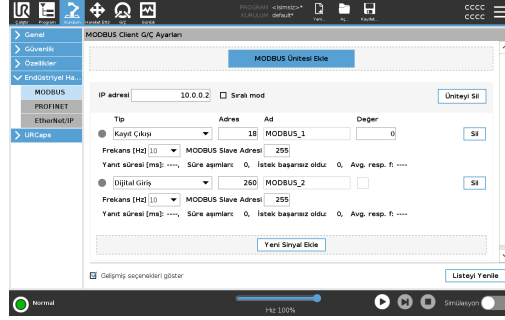 PROGRAM <isimsiz>*
KURULUM default*
Çalıştır Program Kurulum Hareket Ettir G/Ç Günlük Yeni... Aç... Kaydet...
CCCC
CCCC
Genel
Güvenlik
Özellikler
Endüstriyel Ha...
MODBUS
PROFINET
EtherNet/IP
URCaps
MODBUS Client G/Ç Ayarları
MODBUS Ünitesi Ekle
IP adresi 10.0.0.2 Sıralı mod Üniteyi Sil
Tip Adres Ad Değer
Kayıt Çıkışı 18 MODBUS_1 0 Sil
Frekans [Hz] 10 MODBUS Slave Adresi 255
Yanıt süresi [ms]: ----, Süre aşımları: 0, İstek başarısız oldu: 0, Avg. resp. f: ----
Dijital Giriş 260 MODBUS_2 Sil
Frekans [Hz] 10 MODBUS Slave Adresi 255
Yanıt süresi [ms]: ----, Süre aşımları: 0, İstek başarısız oldu: 0, Avg. resp. f: ----
Yeni Sinyal Ekle
Gelişmiş seçenekleri göster Listeyi Yenile
Normal Hız 100% Simülasyon